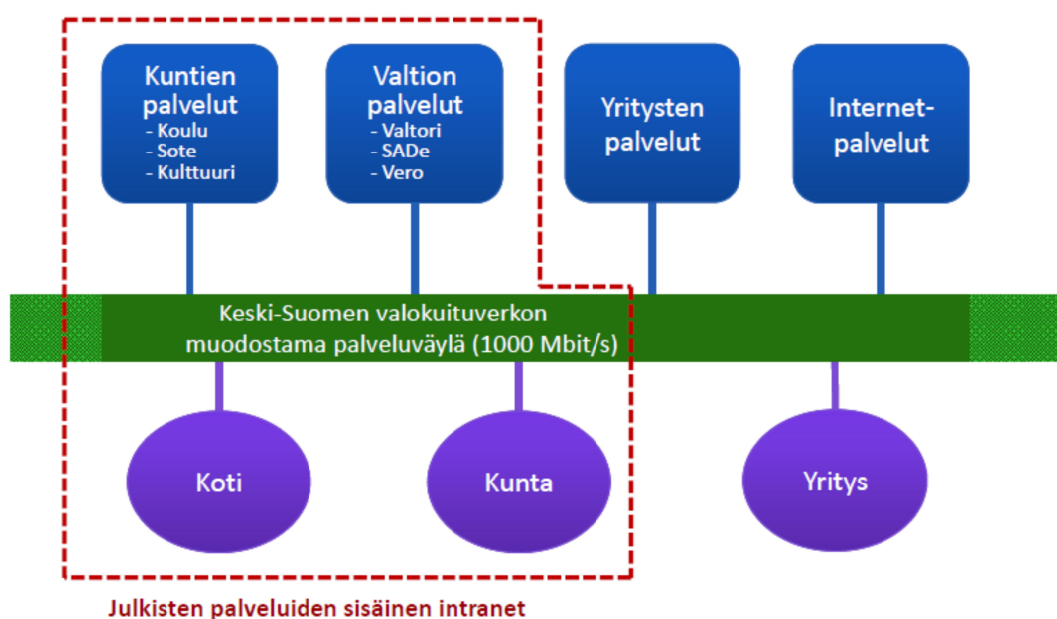 Kuntien
palvelut
- Koulu
- Sote
- Kulttuuri
Valtion
palvelut
- Valtori
- SADe
- Vero
Yritysten
palvelut
Internet-
palvelut
Keski-Suomen valokuituverkon
muodostama palveluväylä (1000 Mbit/s)
Koti
Kunta
Yritys
Julkisten palveluiden sisäinen intranet